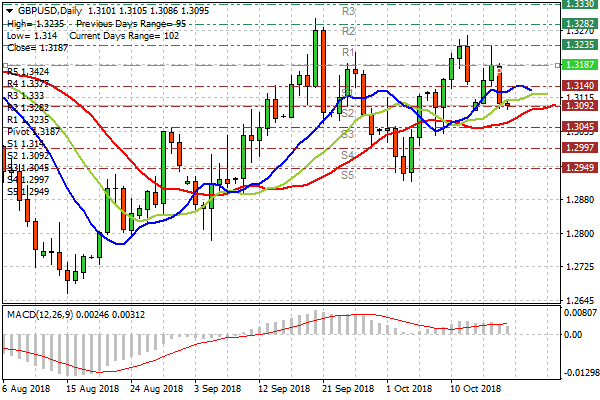 GBPUSD,Daily 1.3101 1.3105 1.3086 1.3095
High= 1.3235 Previous Days Range= 95
Low= 1.314 Current Days Range= 102
Close= 1.3187
R5 1.3424
R4 1.3377
R3 1.333
R2 1.3282
R1 1.3235
Pivot 1.3187
S1 1.314
S2 1.3092
S3 1.3045
S4 1.2997
S5 1.2949
R3
R2
R1
S2
S3
S4
S5
1.3330
1.3282
1.3270
1.3235
1.3187
1.3140
1.3115
1.3092
1.3045
1.2997
1.2949
1.2880
1.2800
1.2725
1.2645
MACD(12,26,9) 0.00246 0.00312
0.00807
0.00
-0.01298
6 Aug 2018 15 Aug 2018 24 Aug 2018 3 Sep 2018 12 Sep 2018 21 Sep 2018 1 Oct 2018 10 Oct 2018